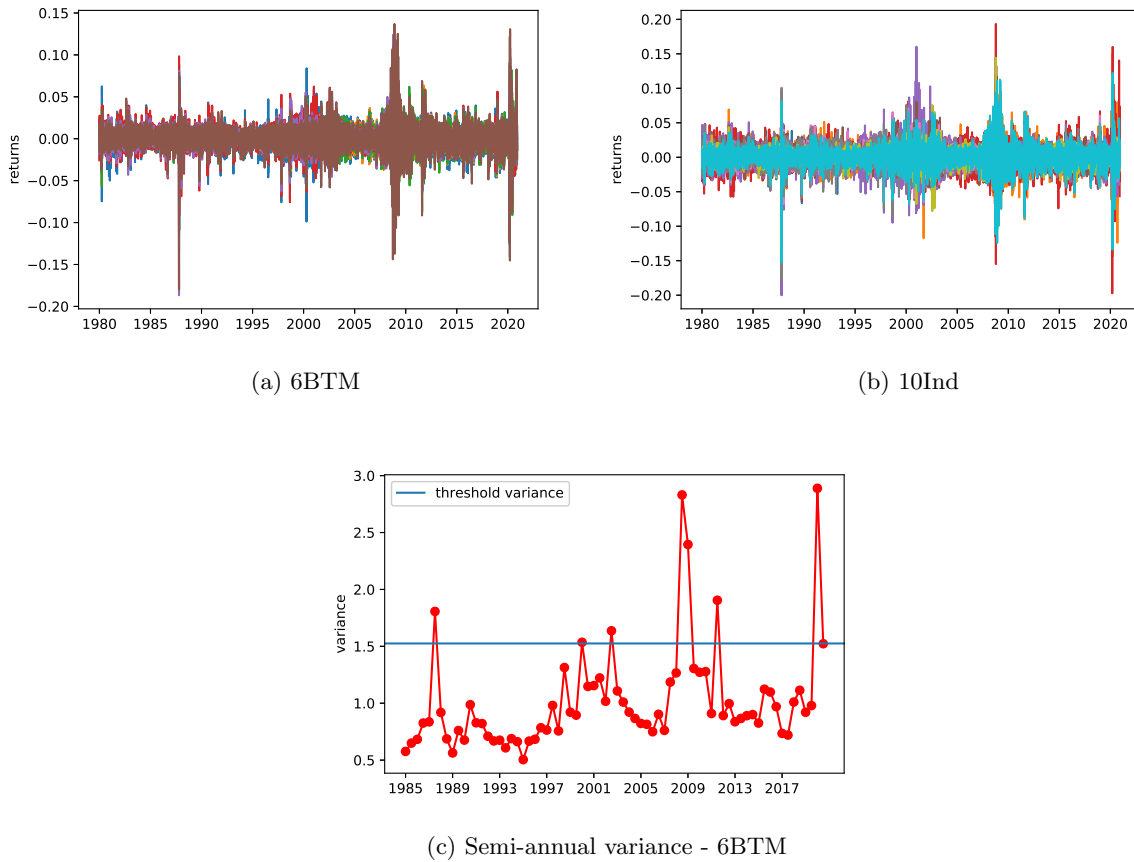 0.15
0.10
0.05
0.00
−0.05
−0.10
−0.15
−0.20
returns
1980 1985 1990 1995 2000 2005 2010 2015 2020
(a) 6BTM
0.20
0.15
0.10
0.05
0.00
−0.05
−0.10
−0.15
−0.20
returns
1980 1985 1990 1995 2000 2005 2010 2015 2020
(b) 10Ind
3.0
2.5
2.0
1.5
1.0
0.5
variance
threshold variance
1985 1989 1993 1997 2001 2005 2009 2013 2017
(c) Semi-annual variance - 6BTM